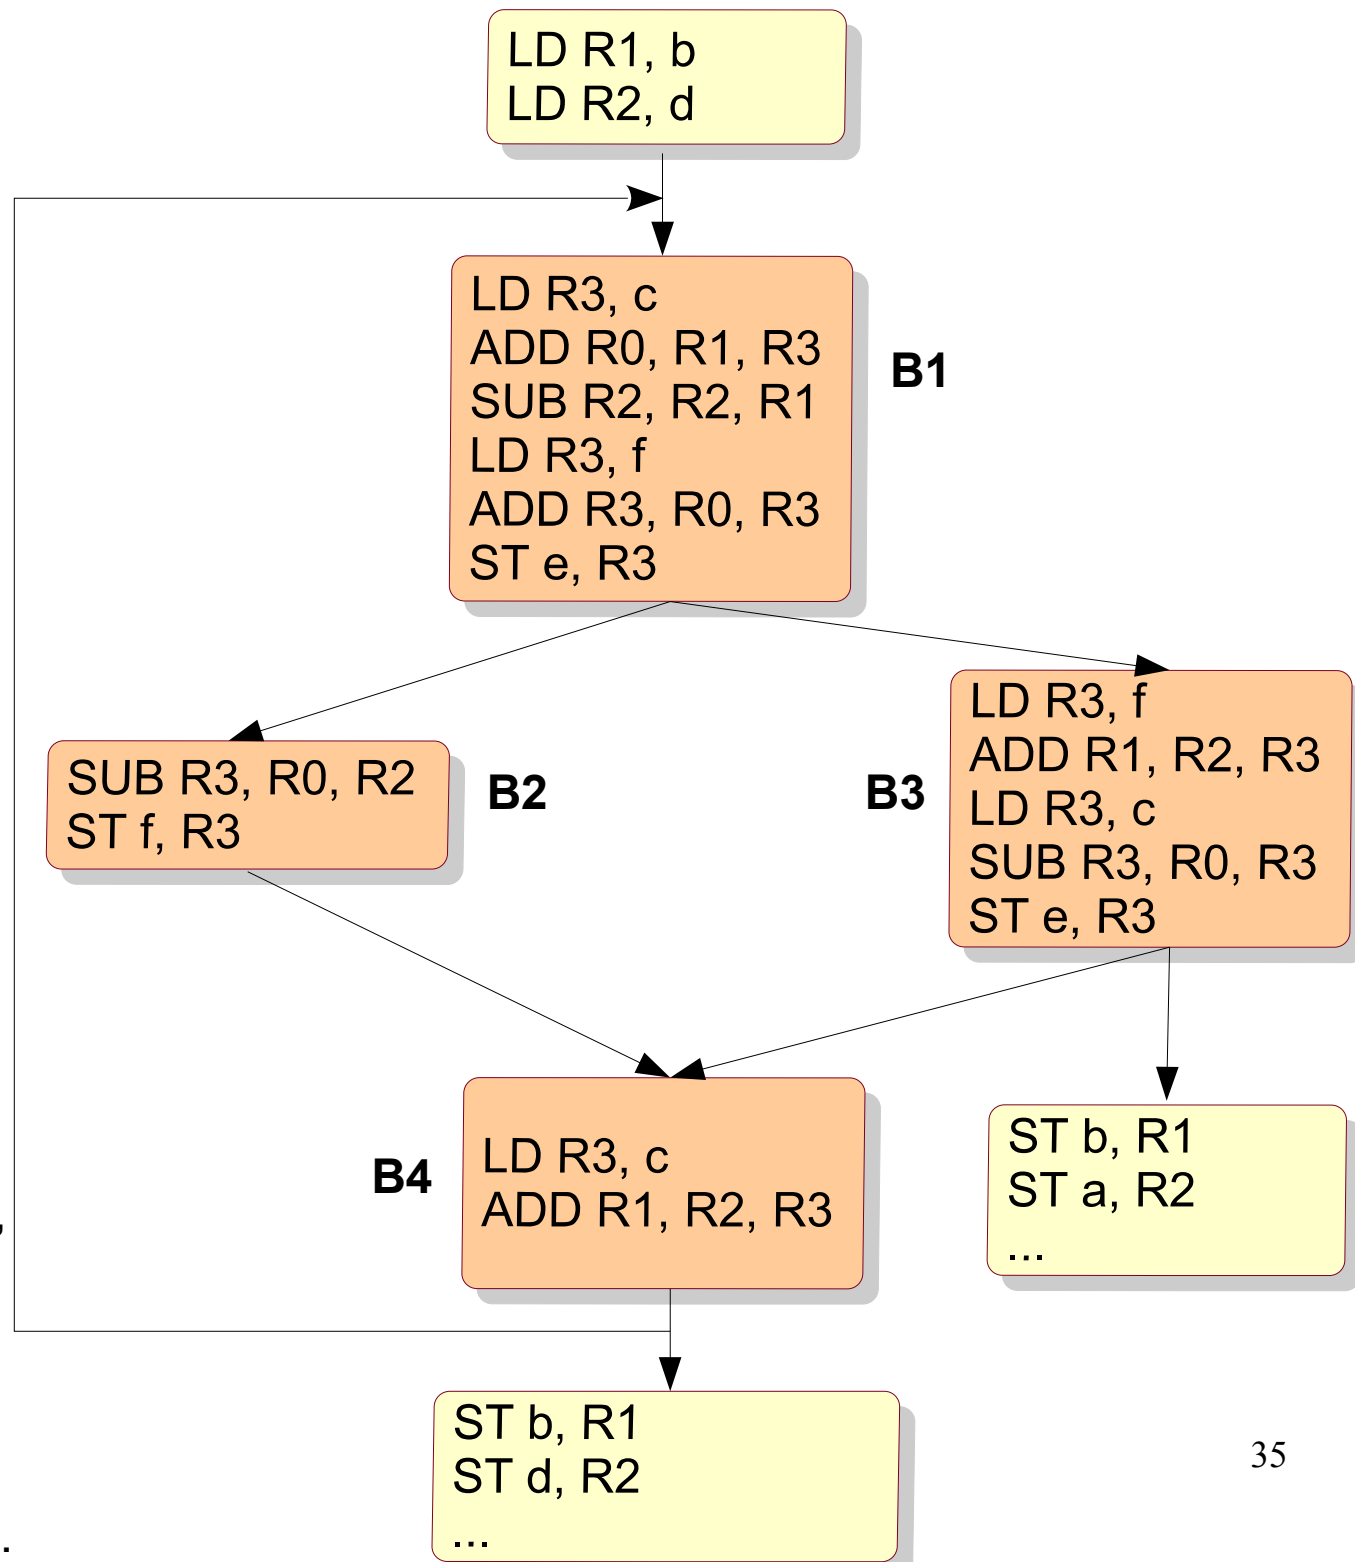 LD R1, b
LD R2, d
LD R3, c
ADD R0, R1, R3
SUB R2, R2, R1
LD R3, f
ADD R3, R0, R3
ST e, R3
B1
SUB R3, R0, R2
ST f, R3
B2
B3
LD R3, f
ADD R1, R2, R3
LD R3, c
SUB R3, R0, R3
ST e, R3
B4
LD R3, c
ADD R1, R2, R3
ST b, R1
ST a, R2
...
,
ST b, R1
ST d, R2
...
35
.